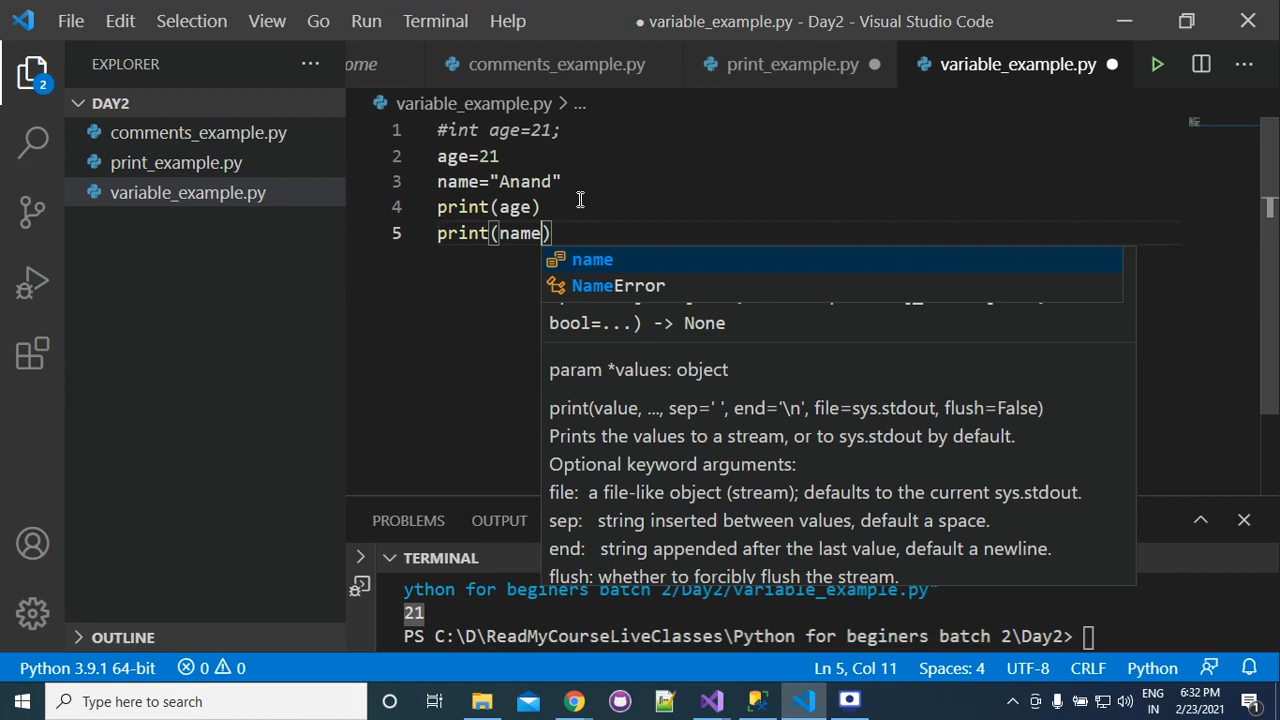 File Edit Selection View Go Run Terminal Help ● variable_example.py - Day2 - Visual Studio Code
EXPLORER ... ome comments_example.py print_example.py ● variable_example.py ● ...
2
DAY2 variable_example.py > ...
comments_example.py
print_example.py
variable_example.py
1 #int age=21;
2 age=21
3 name="Anand"
4 print(age)
5 print(name)
name
NameError
bool=...) -> None
param *values: object
print(value, ..., sep=' ', end='\n', file=sys.stdout, flush=False)
Prints the values to a stream, or to sys.stdout by default.
Optional keyword arguments:
file: a file-like object (stream); defaults to the current sys.stdout.
sep: string inserted between values, default a space.
end: string appended after the last value, default a newline.
flush: whether to forcibly flush the stream.
PROBLEMS OUTPUT
TERMINAL
ython for beginers batch 2/Day2/variable_example.py"
21
PS C:\D\ReadMyCourseLiveClasses\Python for beginers batch 2\Day2>
OUTLINE
Python 3.9.1 64-bit 0 0 Ln 5, Col 11 Spaces: 4 UTF-8 CRLF Python
Type here to search ENG 6:32 PM
IN 2/23/2021 1